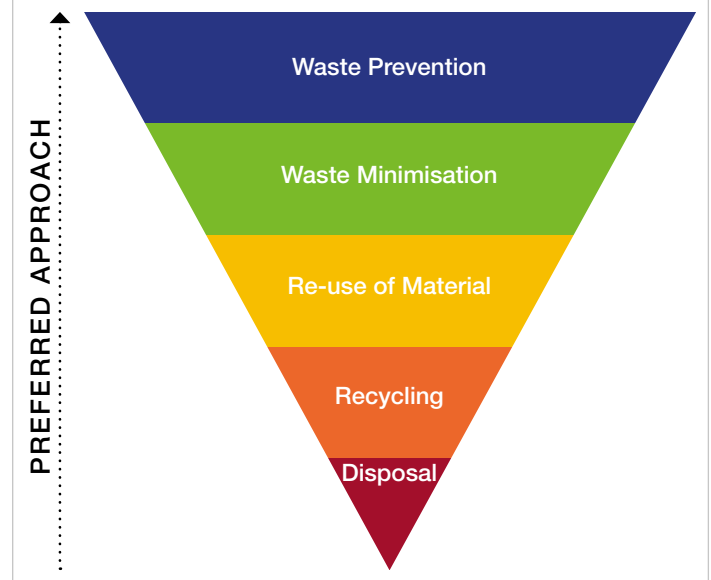 PREFERRED APPROACH
Waste Prevention
Waste Minimisation
Re-use of Material
Recycling
Disposal